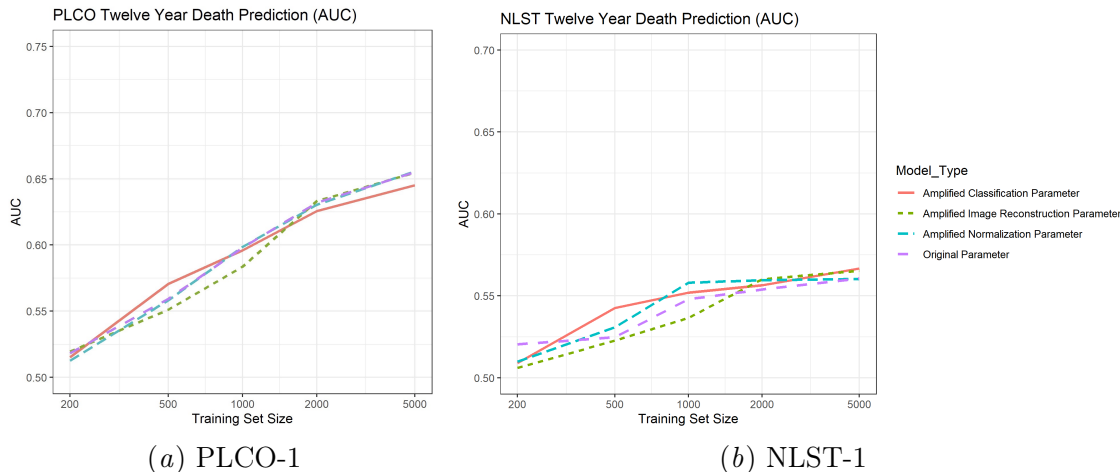 PLCO Twelve Year Death Prediction (AUC)
0.75
0.70
0.65
0.60
0.55
0.50
AUC
200 500 1000 2000 5000
Training Set Size
(a) PLCO-1
NLST Twelve Year Death Prediction (AUC)
0.70
0.65
0.60
0.55
0.50
AUC
200 500 1000 2000 5000
Training Set Size
(b) NLST-1
Model_Type
Amplified Classification Parameter
Amplified Image Reconstruction Parameter
Amplified Normalization Parameter
Original Parameter